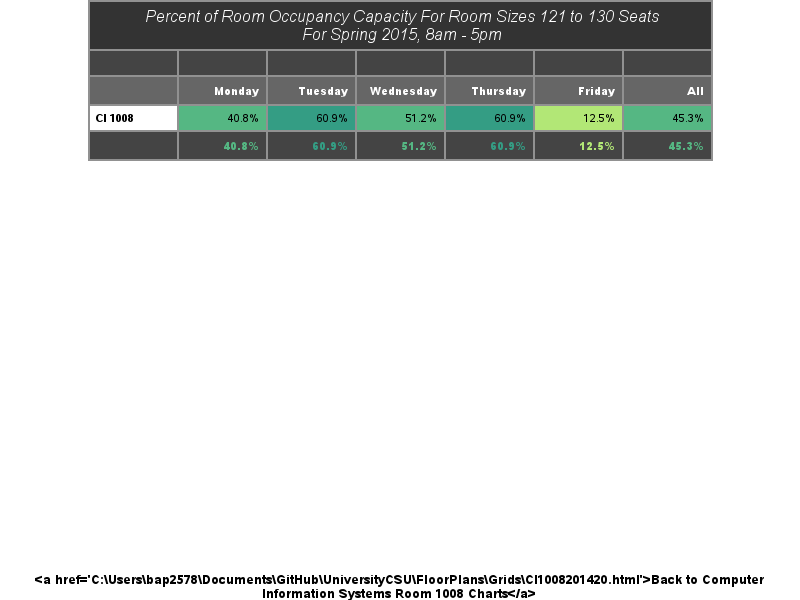 Percent of Room Occupancy Capacity For Room Sizes 121 to 130 Seats
For Spring 2015, 8am - 5pm
Monday Tuesday Wednesday Thursday Friday All
CI 1008 40.8% 60.9% 51.2% 60.9% 12.5% 45.3%
40.8% 60.9% 51.2% 60.9% 12.5% 45.3%
<a href='C:\Users\bap2578\Documents\GitHub\UniversityCSU\FloorPlans\Grids\CI1008201420.html'>Back to Computer
Information Systems Room 1008 Charts</a>